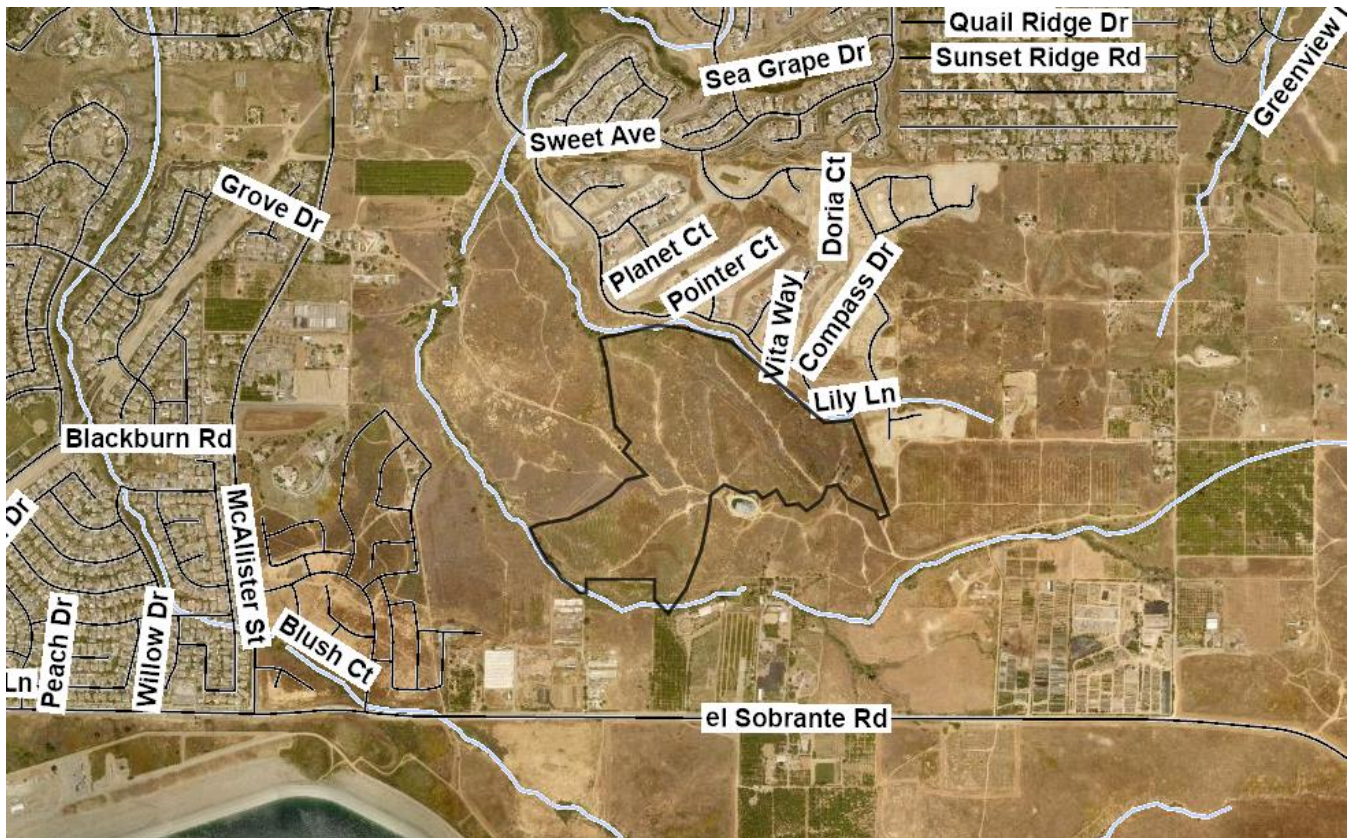 Quail Ridge Dr
Sunset Ridge Rd
Sea Grape Dr
Greenview
Sweet Ave
Grove Dr
Doria Ct
Planet Ct
Pointer Ct
Vita Way
Compass Dr
Lily Ln
Blackburn Rd
Dr
McAllister St
Peach Dr
Willow Dr
Blush Ct
Ln
el Sobrante Rd